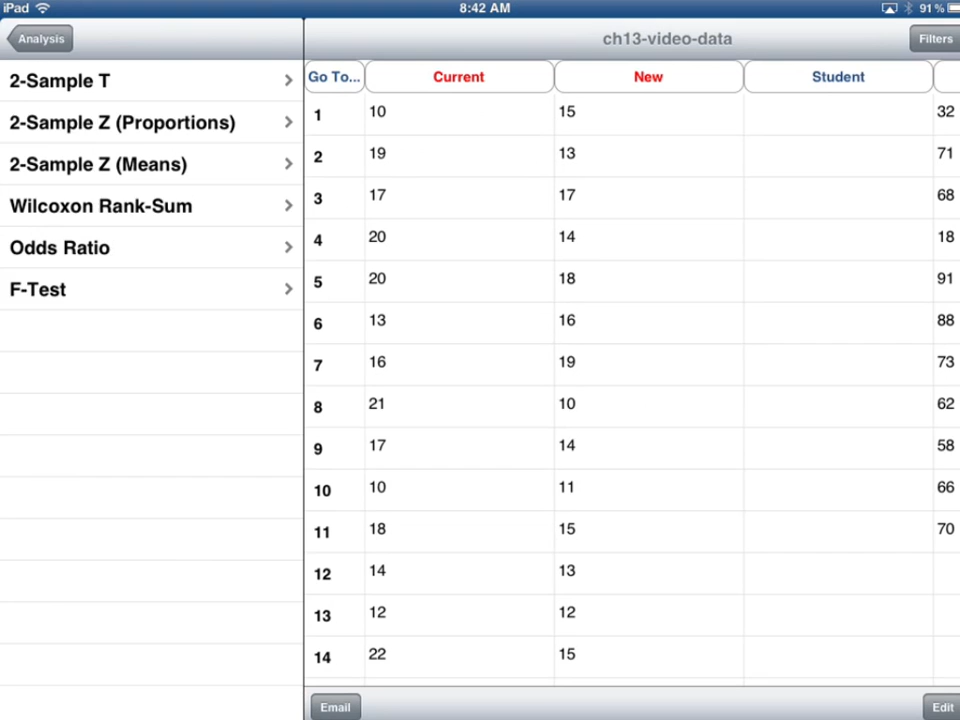 iPad 8:42 AM 91%
Analysis ch13-video-data Filters
2-Sample T
2-Sample Z (Proportions)
2-Sample Z (Means)
Wilcoxon Rank-Sum
Odds Ratio
F-Test
Go To... Current New Student
1 10 15 32
2 19 13 71
3 17 17 68
4 20 14 18
5 20 18 91
6 13 16 88
7 16 19 73
8 21 10 62
9 17 14 58
10 10 11 66
11 18 15 70
12 14 13
13 12 12
14 22 15
Email Edit